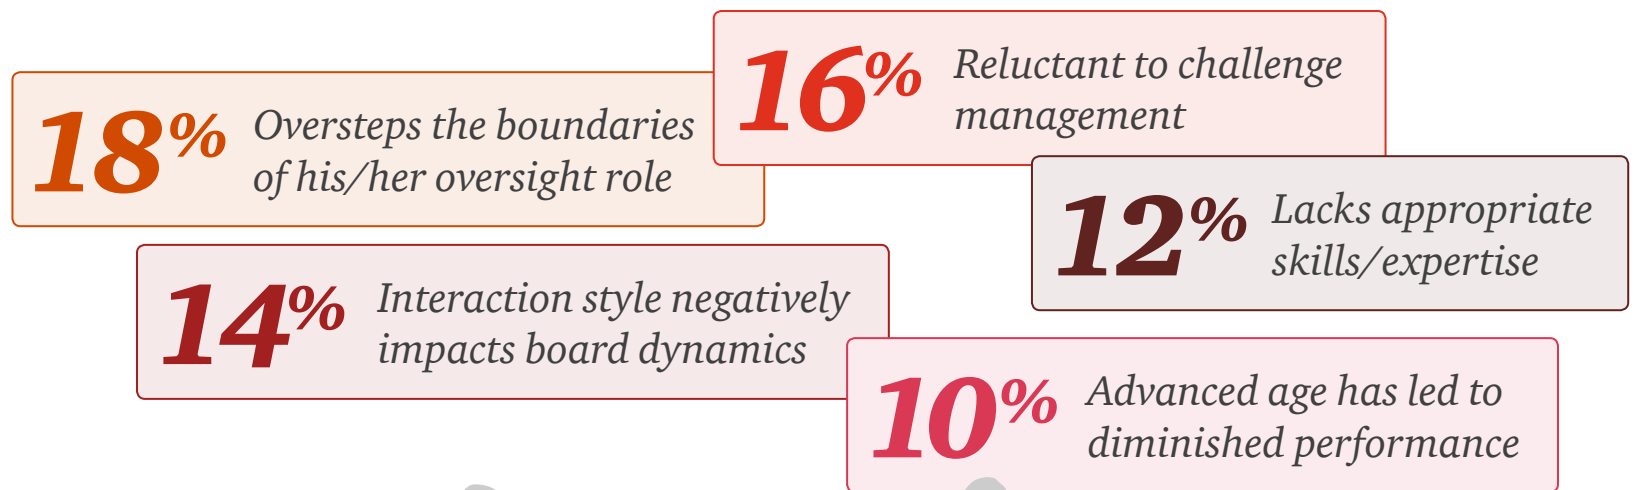 16% Reluctant to challenge
management
18% Oversteps the boundaries
of his/her oversight role
12% Lacks appropriate
skills/expertise
14% Interaction style negatively
impacts board dynamics
10% Advanced age has led to
diminished performance